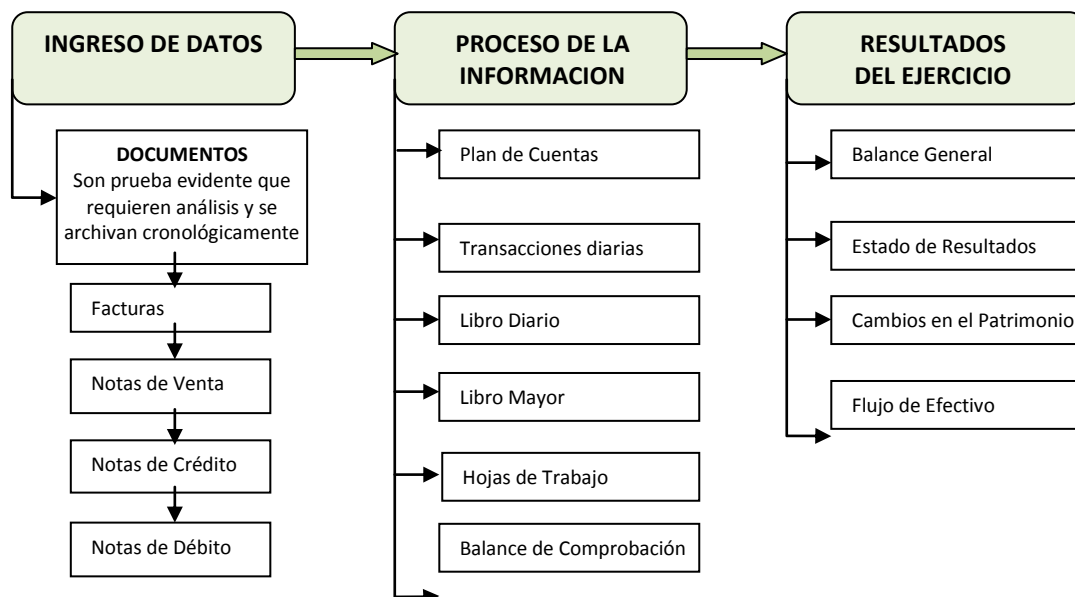 INGRESO DE DATOS
DOCUMENTOS
Son prueba evidente que
requieren análisis y se
archivan cronológicamente
Facturas
Notas de Venta
Notas de Crédito
Notas de Débito
PROCESO DE LA
INFORMACION
Plan de Cuentas
Transacciones diarias
Libro Diario
Libro Mayor
Hojas de Trabajo
Balance de Comprobación
RESULTADOS
DEL EJERCICIO
Balance General
Estado de Resultados
Cambios en el Patrimonio
Flujo de Efectivo